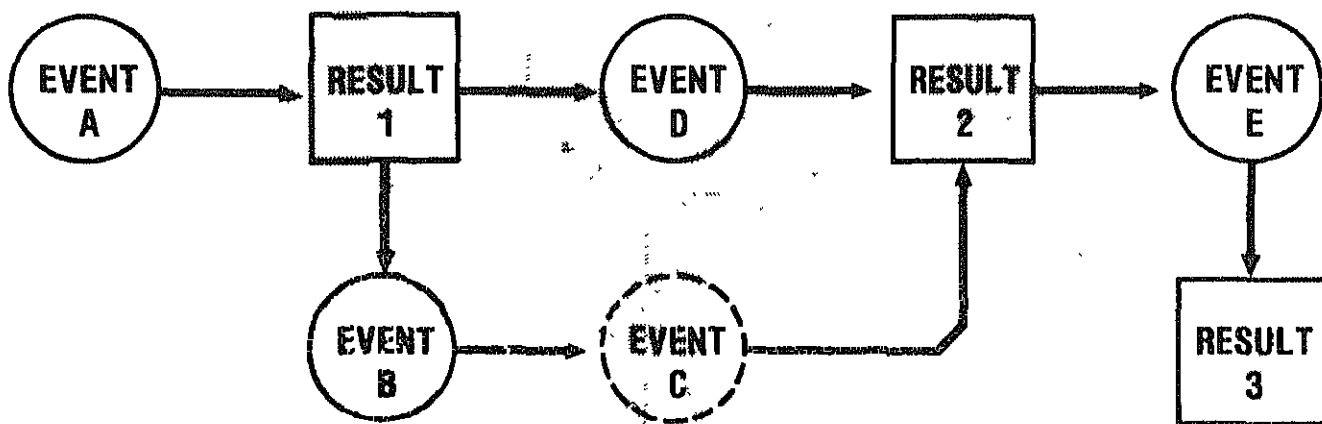 EVENT
A
RESULT
1
EVENT
D
RESULT
2
EVENT
E
EVENT
B
EVENT
C
RESULT
3